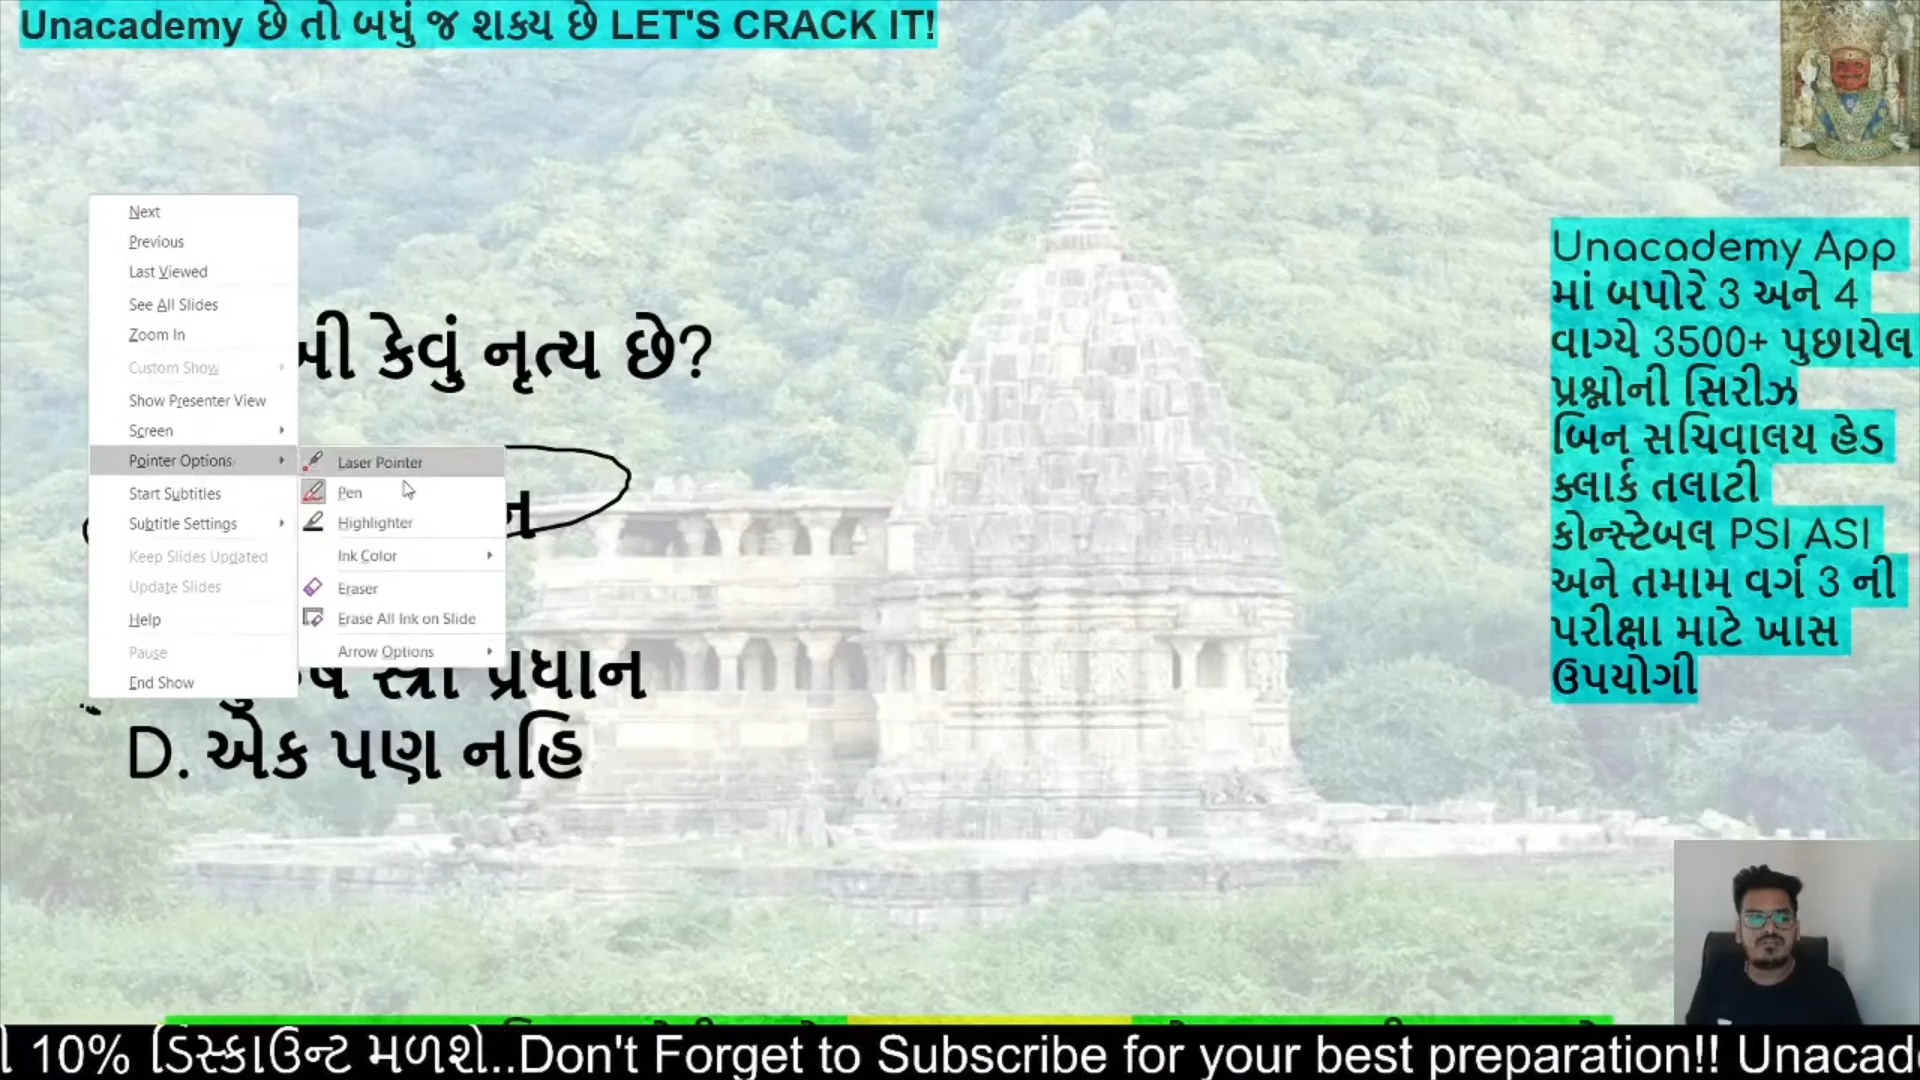 Unacademy છે તો બધું જ શક્ય છે LET'S CRACK IT!
Unacademy App
માં બપોરે 3 અને 4
વાગ્યે 3500+ પુછાયેલ
પ્રશ્નોની સિરીઝ
બિન સચિવાલય હેડ
ક્લાર્ક તલાટી
કોન્સ્ટેબલ PSI ASI
અને તમામ વર્ગ 3 ની
પરીક્ષા માટે ખાસ
ઉપયોગી
કેવું નૃત્ય છે?
Next
Previous
Last Viewed
See All Slides
Zoom In
Custom Show
Show Presenter View
Screen
Pointer Options
Start Subtitles
Subtitle Settings
Keep Slides Updated
Update Slides
Help
Pause
End Show
Laser Pointer
Pen
Highlighter
Ink Color
Eraser
Erase All Ink on Slide
Arrow Options
સ્ત્રી પ્રધાન
D. એક પણ નહિ
10% ડિસ્કાઉન્ટ મળશે..Don't Forget to Subscribe for your best preparation!! Unacad